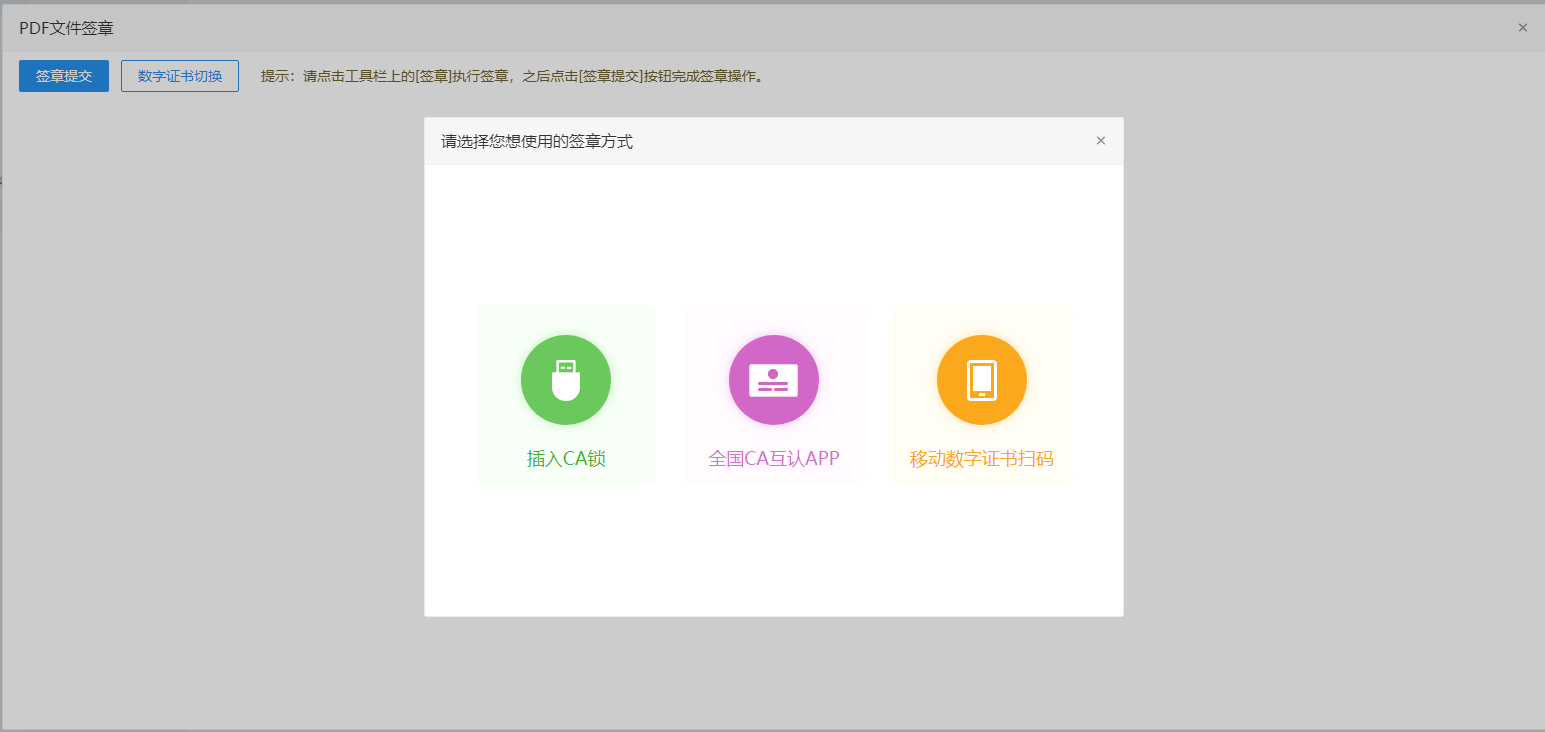 PDF文件签章
签章提交
数字证书切换
提示：请点击工具栏上的[签章]执行签章，之后点击[签章提交]按钮完成签章操作。
请选择您想使用的签章方式
插入CA锁
全国CA互认APP
移动数字证书扫码